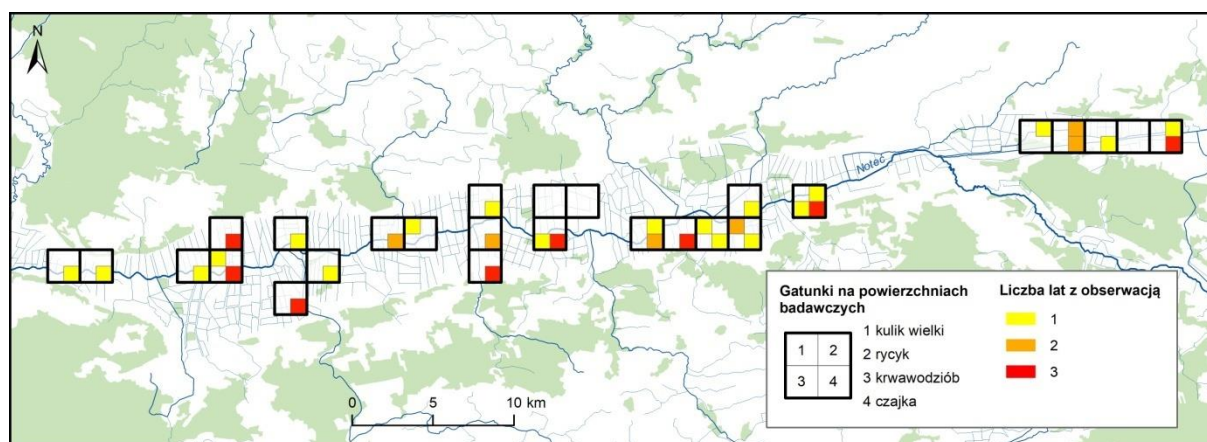 N
Noteć
Gatunki na powierzchniach
badawczych
1 2
3 4
1 kulik wielki
2 rycyk
3 krwawodziób
4 czajka
Liczba lat z obserwacją
1
2
3
0 5 10 km